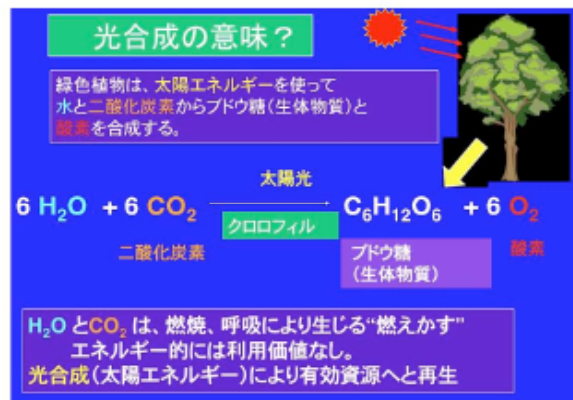 光合成の意味？
緑色植物は、太陽エネルギーを使って
水と二酸化炭素からブドウ糖(生体物質)と
酸素を合成する。
太陽光
6 H₂O + 6 CO₂ C₆H₁₂O₆ + 6 O₂
クロロフィル
二酸化炭素
ブドウ糖
(生体物質)
酸素
H₂O とCO₂ は、燃焼、呼吸により生じる“燃えかす”
エネルギー的には利用価値なし。
光合成(太陽エネルギー)により有効資源へと再生